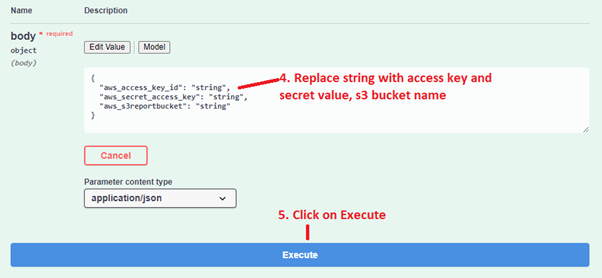 Name Description
body * required
object
(body)
Edit Value Model
{
"aws_access_key_id": "string",
"aws_secret_access_key": "string",
"aws_s3reportbucket": "string"
}
4. Replace string with access key and
secret value, s3 bucket name
Cancel
Parameter content type
application/json
5. Click on Execute
Execute